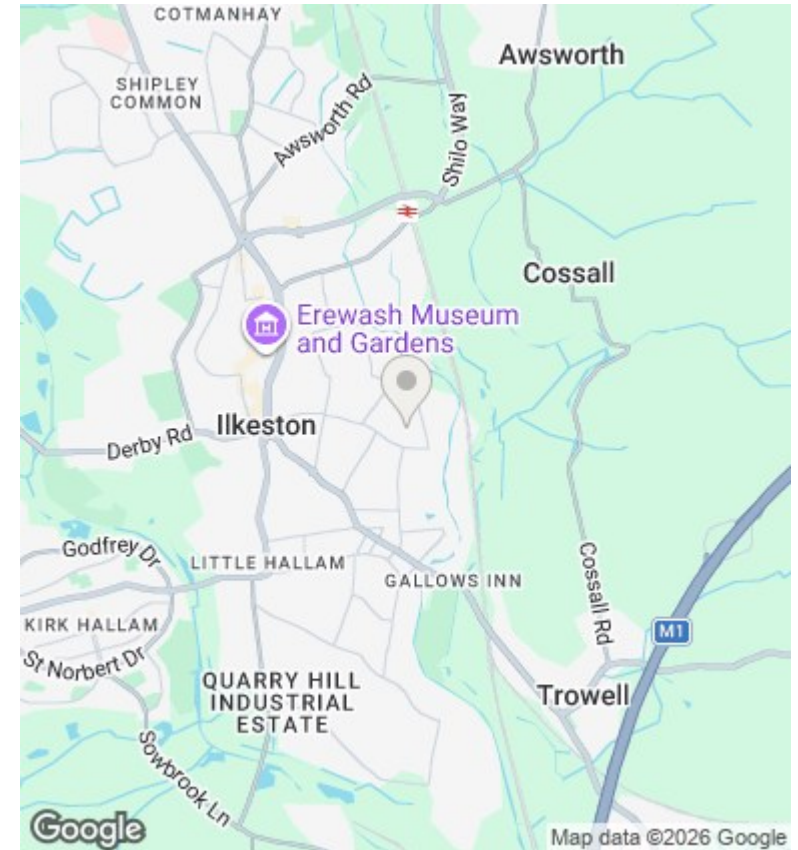 COTMANHAY
Awsworth
SHIPLEY
COMMON
Awsworth Rd
Shilo Way
Cossall
Erewash Museum
and Gardens
Ilkeston
Derby Rd
Godfrey Dr
LITTLE HALLAM
GALLOWS INN
Cossall Rd
KIRK HALLAM
M1
St Norbert Dr
QUARRY HILL
INDUSTRIAL
ESTATE
Trowell
Sowbrook Ln
Google
Map data ©2026 Google